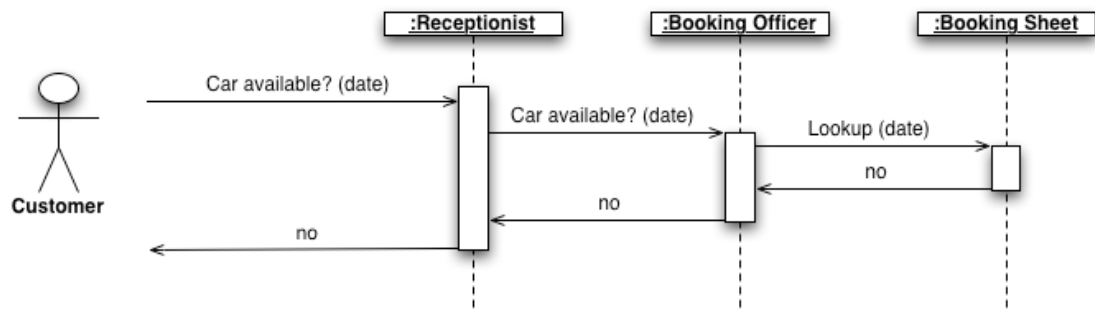 :Receptionist
:Booking Officer
:Booking Sheet
Car available? (date)
Car available? (date)
Lookup (date)
no
no
no
Customer